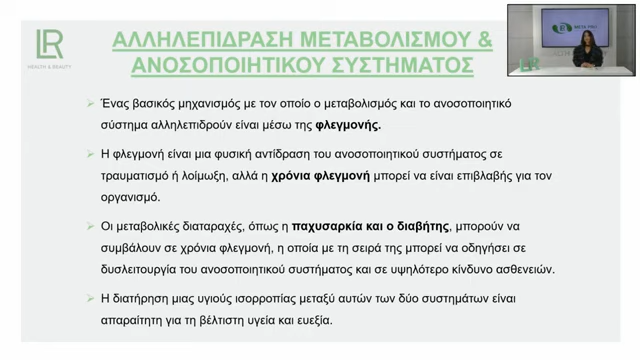 LR
HEALTH & BEAUTY
ΑΛΛΗΛΕΠΙΔΡΑΣΗ ΜΕΤΑΒΟΛΙΣΜΟΥ &
ΑΝΟΣΟΠΟΙΗΤΙΚΟΥ ΣΥΣΤΗΜΑΤΟΣ
Ένας βασικός μηχανισμός με τον οποίο ο μεταβολισμός και το ανοσοποιητικό
σύστημα αλληλεπιδρούν είναι μέσω της φλεγμονής.
Η φλεγμονή είναι μια φυσική αντίδραση του ανοσοποιητικού συστήματος σε
τραυματισμό ή λοίμωξη, αλλά η χρόνια φλεγμονή μπορεί να είναι επιβλαβής για τον
οργανισμό.
Οι μεταβολικές διαταραχές, όπως η παχυσαρκία και ο διαβήτης, μπορούν να
συμβάλουν σε χρόνια φλεγμονή, η οποία με τη σειρά της μπορεί να οδηγήσει σε
δυσλειτουργία του ανοσοποιητικού συστήματος και σε υψηλότερο κίνδυνο ασθενειών.
Η διατήρηση μιας υγιούς ισορροπίας μεταξύ αυτών των δύο συστημάτων είναι
απαραίτητη για τη βέλτιστη υγεία και ευεξία.
LR